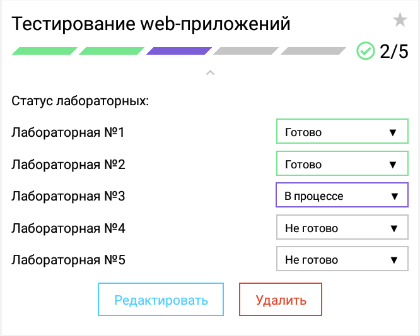 Тестирование web-приложений
2/5
Статус лабораторных:
Лабораторная №1 Готово
Лабораторная №2 Готово
Лабораторная №3 В процессе
Лабораторная №4 Не готово
Лабораторная №5 Не готово
Редактировать Удалить